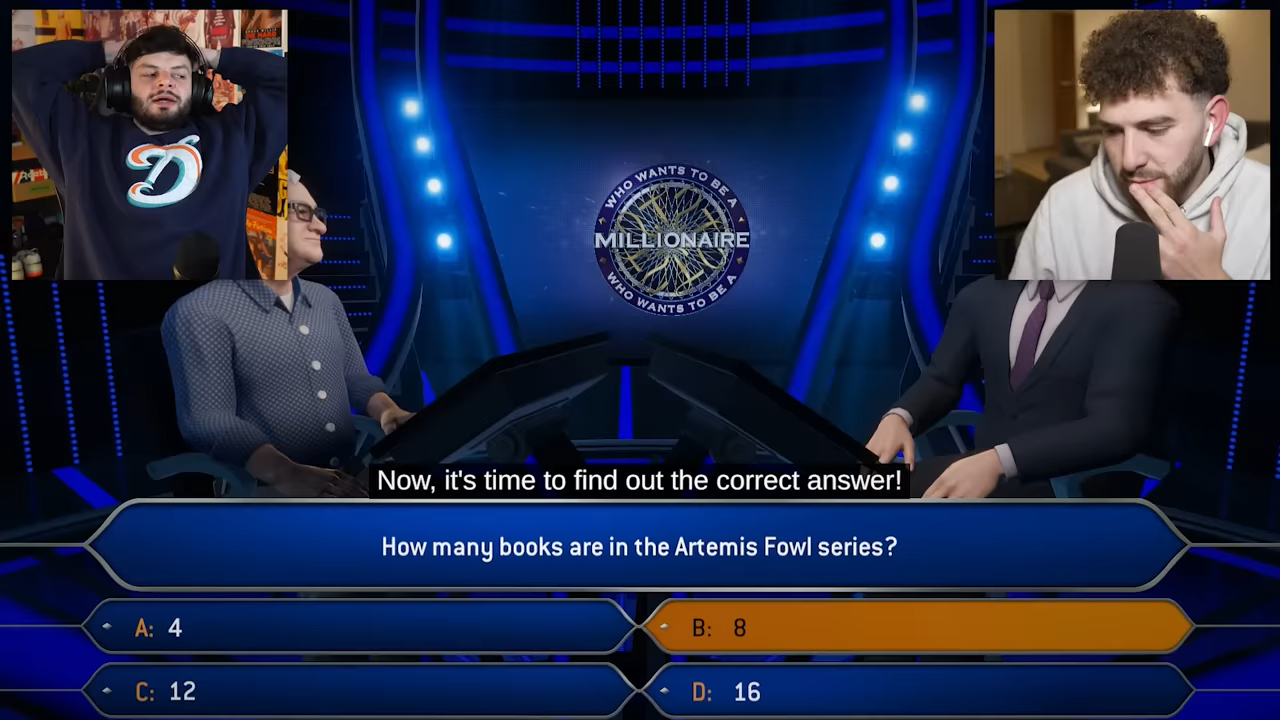 WHO WANTS TO BE A
MILLIONAIRE
WHO WANTS TO BE A
Now, it's time to find out the correct answer!
How many books are in the Artemis Fowl series?
A: 4
B: 8
C: 12
D: 16